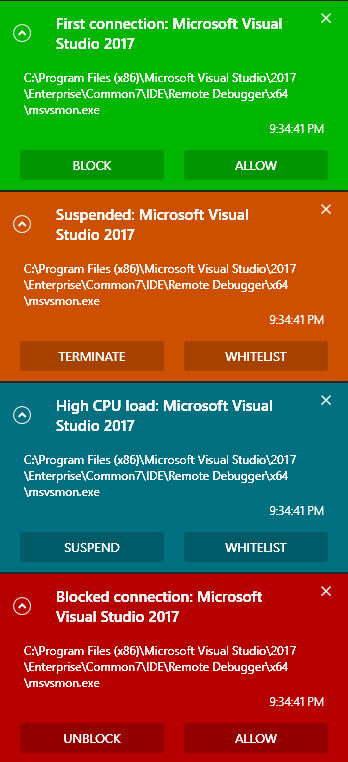 First connection: Microsoft Visual
Studio 2017
C:\Program Files (x86)\Microsoft Visual Studio\2017
\Enterprise\Common7\IDE\Remote Debugger\x64
\msvsmon.exe
9:34:41 PM
BLOCK ALLOW
Suspended: Microsoft Visual
Studio 2017
C:\Program Files (x86)\Microsoft Visual Studio\2017
\Enterprise\Common7\IDE\Remote Debugger\x64
\msvsmon.exe
9:34:41 PM
TERMINATE WHITELIST
High CPU load: Microsoft Visual
Studio 2017
C:\Program Files (x86)\Microsoft Visual Studio\2017
\Enterprise\Common7\IDE\Remote Debugger\x64
\msvsmon.exe
9:34:41 PM
SUSPEND WHITELIST
Blocked connection: Microsoft
Visual Studio 2017
C:\Program Files (x86)\Microsoft Visual Studio\2017
\Enterprise\Common7\IDE\Remote Debugger\x64
\msvsmon.exe
9:34:41 PM
UNBLOCK ALLOW